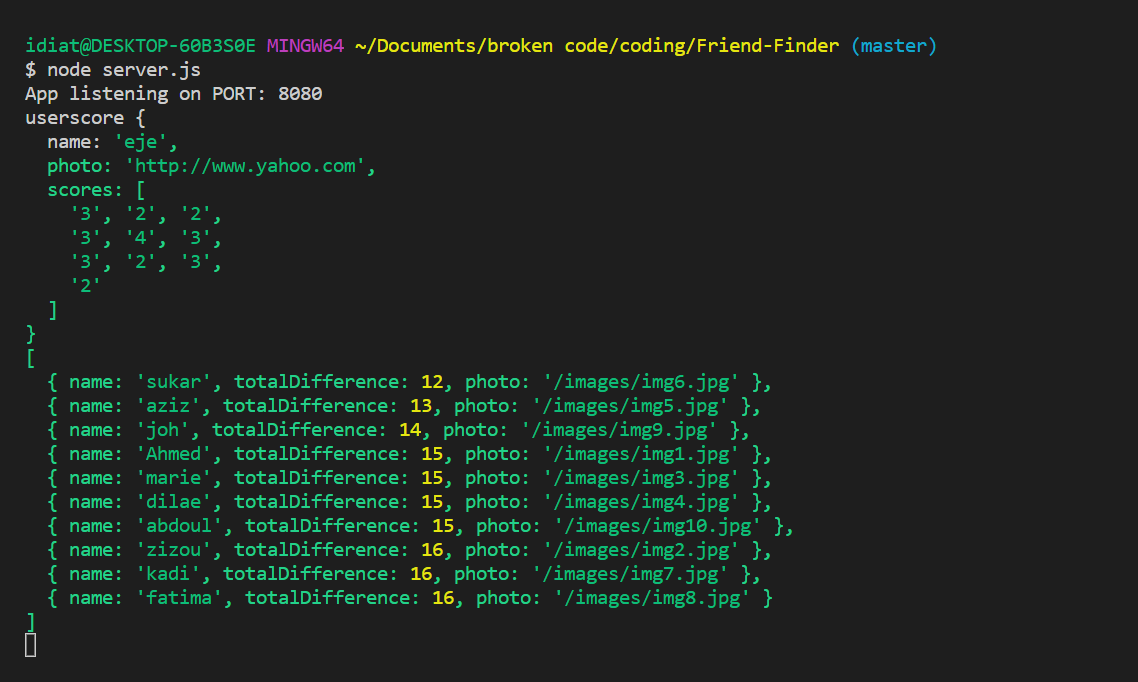 idiat@DESKTOP-60B3S0E MINGW64 ~/Documents/broken code/coding/Friend-Finder (master)
$ node server.js
App listening on PORT: 8080
userscore {
  name: 'eje',
  photo: 'http://www.yahoo.com',
  scores: [
    '3', '2', '2',
    '3', '4', '3',
    '3', '2', '3',
    '2'
  ]
}
[
  { name: 'sukar', totalDifference: 12, photo: '/images/img6.jpg' },
  { name: 'aziz', totalDifference: 13, photo: '/images/img5.jpg' },
  { name: 'joh', totalDifference: 14, photo: '/images/img9.jpg' },
  { name: 'Ahmed', totalDifference: 15, photo: '/images/img1.jpg' },
  { name: 'marie', totalDifference: 15, photo: '/images/img3.jpg' },
  { name: 'dilae', totalDifference: 15, photo: '/images/img4.jpg' },
  { name: 'abdoul', totalDifference: 15, photo: '/images/img10.jpg' },
  { name: 'zizou', totalDifference: 16, photo: '/images/img2.jpg' },
  { name: 'kadi', totalDifference: 16, photo: '/images/img7.jpg' },
  { name: 'fatima', totalDifference: 16, photo: '/images/img8.jpg' }
]